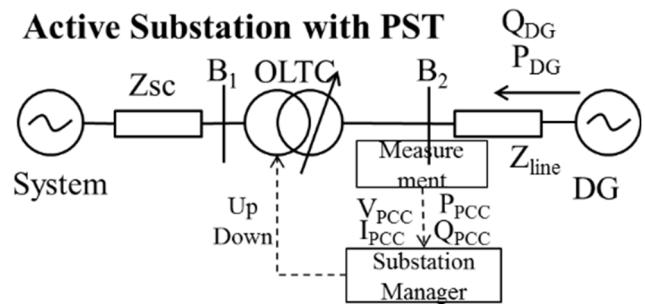 Active Substation with PST
Q_DG
P_DG
Zsc
B_1
OLTC
B_2
System
Measure
ment
Z_line
DG
Up
Down
V_PCC P_PCC
I_PCC Q_PCC
Substation
Manager